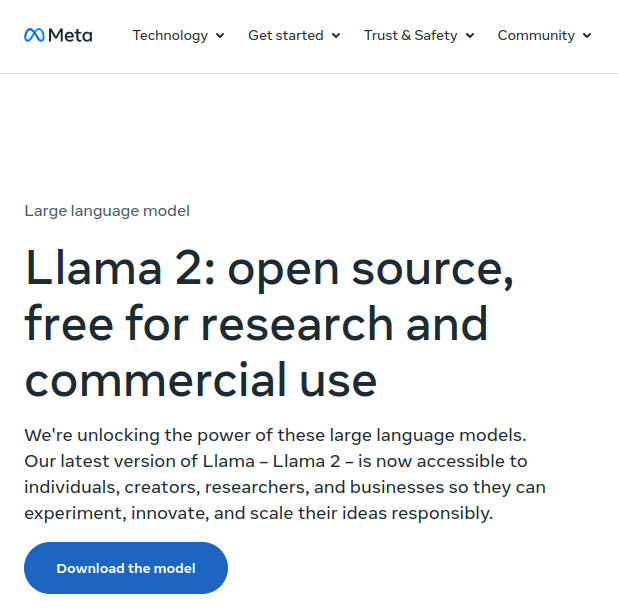 Meta
Technology Get started Trust & Safety Community
Large language model
Llama 2: open source,
free for research and
commercial use
We're unlocking the power of these large language models.
Our latest version of Llama – Llama 2 – is now accessible to
individuals, creators, researchers, and businesses so they can
experiment, innovate, and scale their ideas responsibly.
Download the model